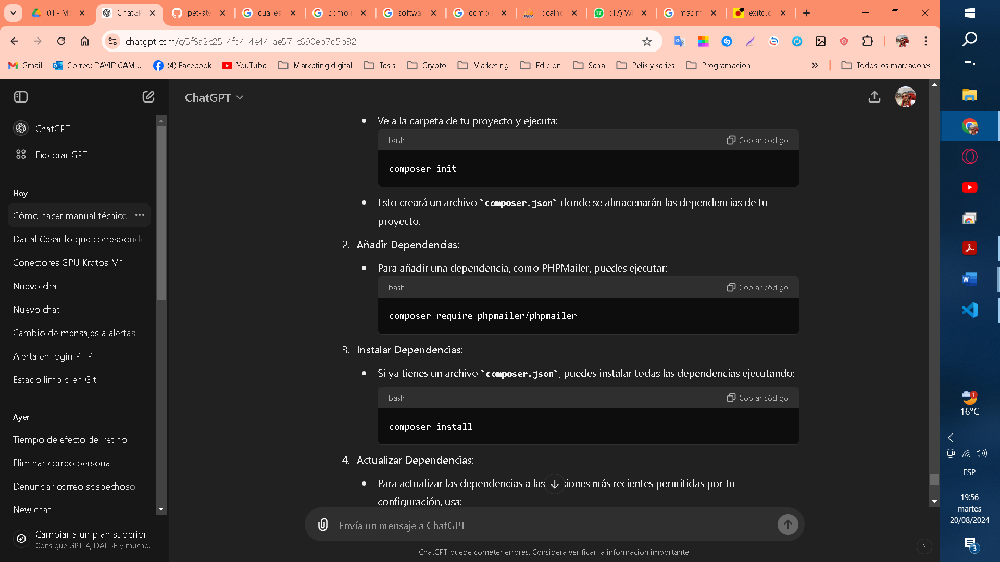 01 - M
ChatGP
pet-sty
cual es
como
softwar
como s
localho
(17) W
mac m
exito.c
chatgpt.com/c/5f8a2c25-4fb4-4e44-ae57-c690eb7d5b32
Gmail
Correo: DAVID CAM...
(4) Facebook
YouTube
Marketing digital
Tesis
Crypto
Marketing
Edicion
Sena
Pelis y series
Programacion
»
Todos los marcadores
ChatGPT
Explorar GPT
Hoy
Cómo hacer manual técnico
Dar al César lo que corresponde
Conectores GPU Kratos M1
Nuevo chat
Nuevo chat
Cambio de mensajes a alertas
Alerta en login PHP
Estado limpio en Git
Ayer
Tiempo de efecto del retinol
Eliminar correo personal
Denunciar correo sospechoso
New chat
Cambiar a un plan superior
Consigue GPT-4, DALL·E y mucho...
ChatGPT
• Ve a la carpeta de tu proyecto y ejecuta:
bash
Copiar código
composer init
• Esto creará un archivo `composer.json` donde se almacenarán las dependencias de tu
proyecto.
2. Añadir Dependencias:
• Para añadir una dependencia, como PHPMailer, puedes ejecutar:
bash
Copiar código
composer require phpmailer/phpmailer
3. Instalar Dependencias:
• Si ya tienes un archivo `composer.json`, puedes instalar todas las dependencias ejecutando:
bash
Copiar código
composer install
4. Actualizar Dependencias:
• Para actualizar las dependencias a las siones más recientes permitidas por tu
configuración, usa:
Envía un mensaje a ChatGPT
ChatGPT puede cometer errores. Considera verificar la información importante.
?
1
16°C
ESP
19:56
martes
20/08/2024
3